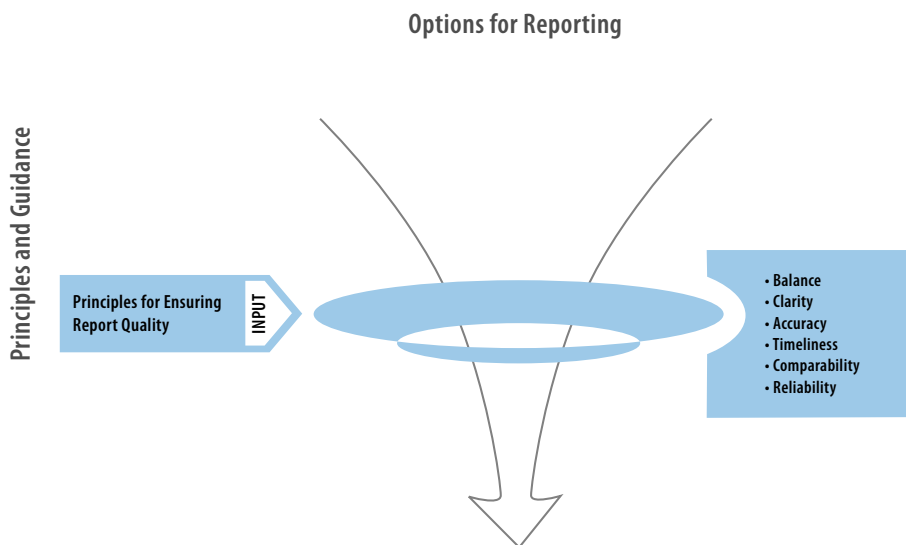 Options for Reporting
Principles and Guidance
Principles for Ensuring
Report Quality
INPUT
• Balance
• Clarity
• Accuracy
• Timeliness
• Comparability
• Reliability